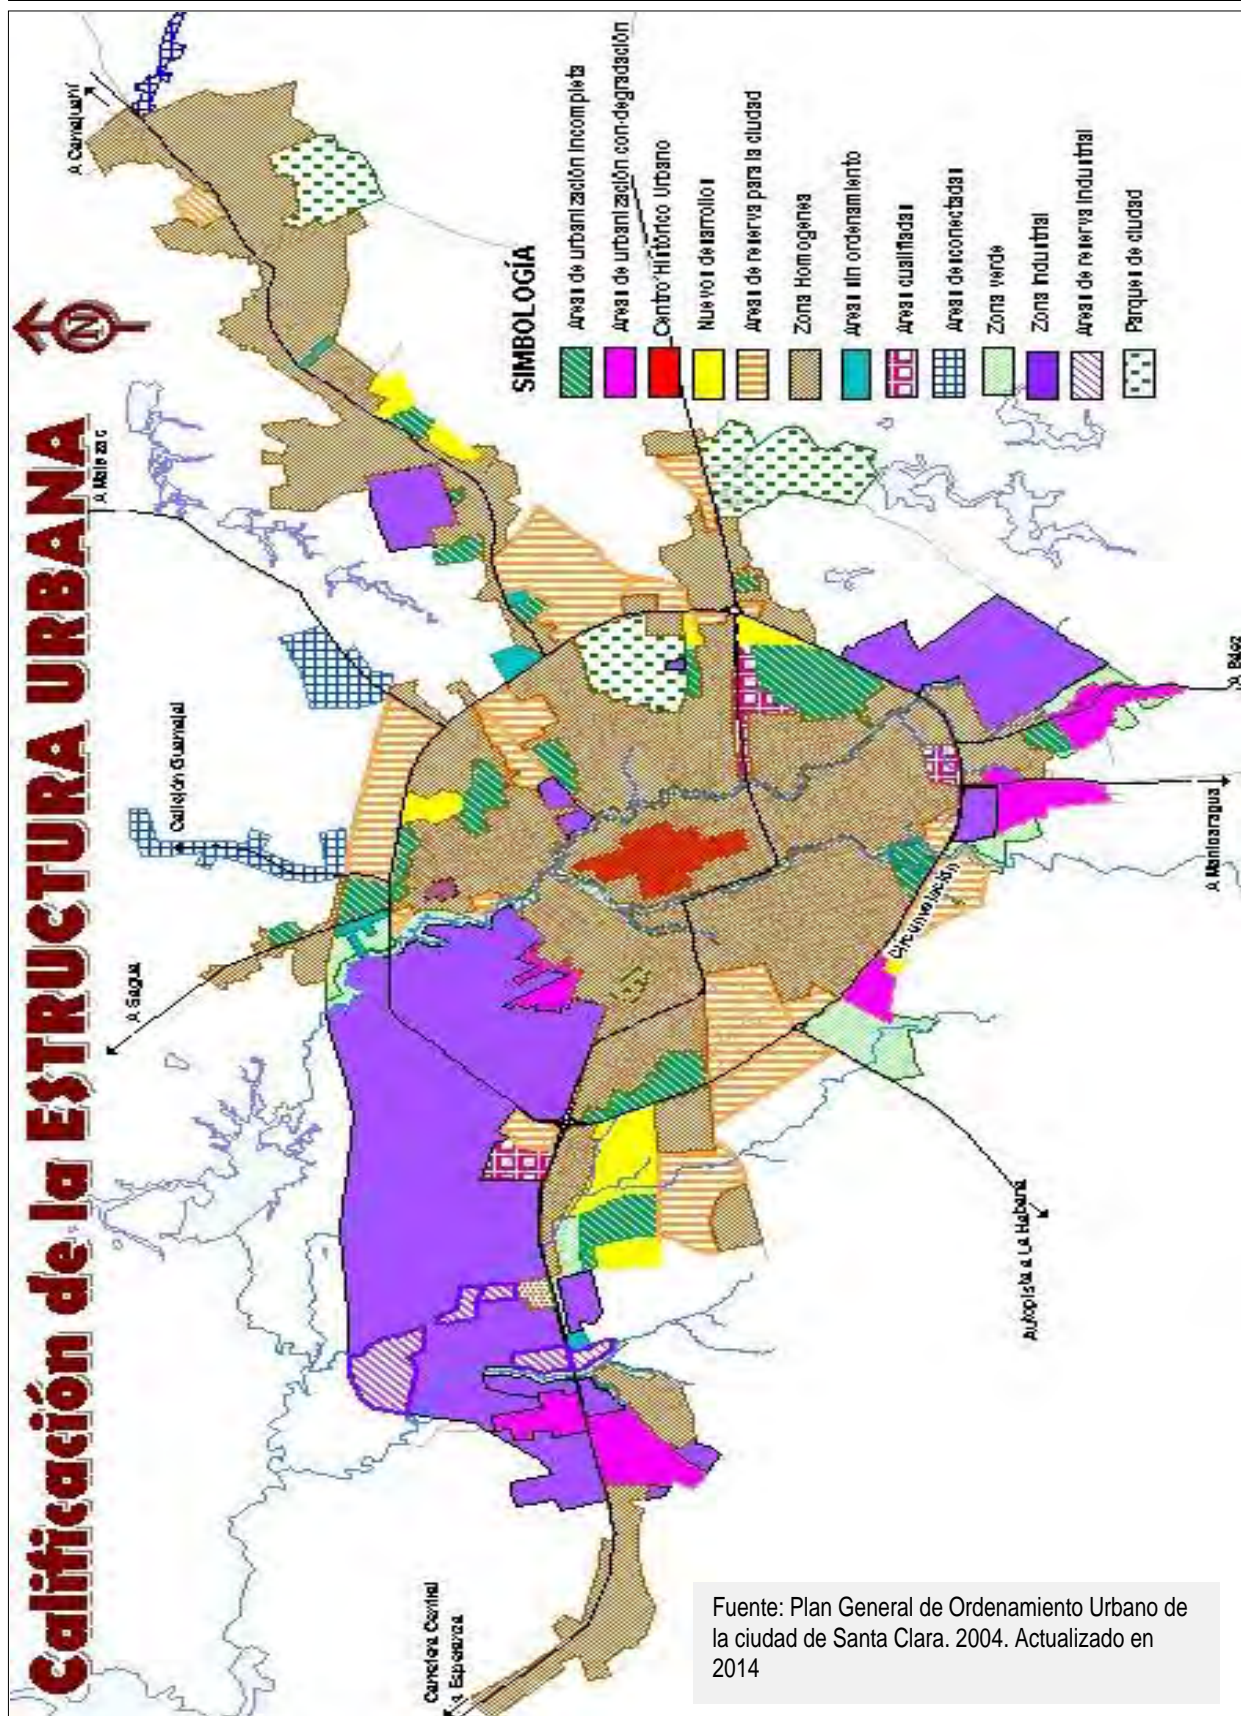 Calificación de la ESTRUCTURA URBANA
N
A Camajuaní
A Malezas
Callejón Guamajal
A Sagua
Carretera Central
a Esperanza
Autopista a La Habana
Circunvalación
A Manicaragua
A Báez
SIMBOLOGÍA
Areas de urbanización incompleta
Areas de urbanización con degradación
Centro Histórico Urbano
Nuevos desarrollos
Areas de reserva para la ciudad
Zona Homogenea
Areas sin ordenamiento
Areas cualificadas
Areas desconectadas
Zona verde
Zona industrial
Areas de reserva industrial
Parques de ciudad
Fuente: Plan General de Ordenamiento Urbano de
la ciudad de Santa Clara. 2004. Actualizado en
2014